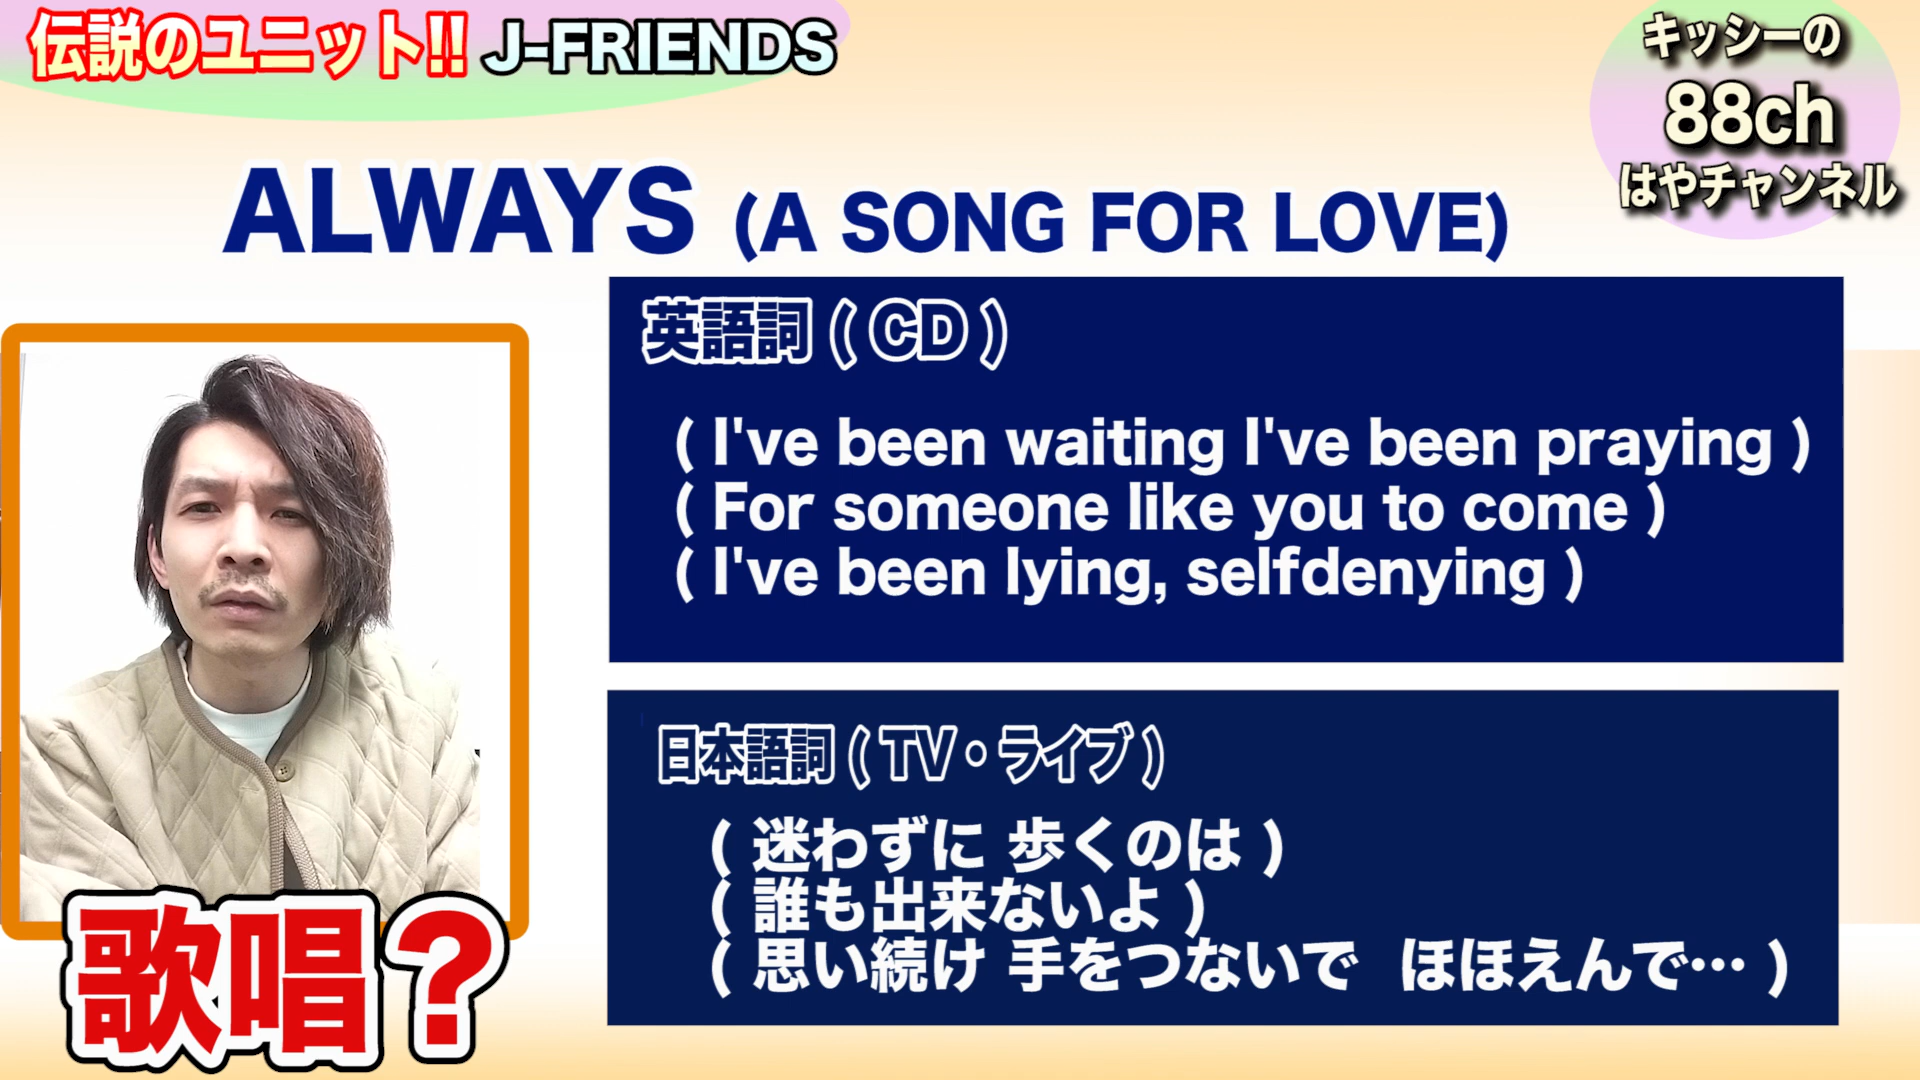 伝説のユニット!! J-FRIENDS
キッシーの
88ch
はやチャンネル
ALWAYS (A SONG FOR LOVE)
英語詞 ( CD )
( I've been waiting I've been praying )
( For someone like you to come )
( I've been lying, selfdenying )
日本語詞 ( TV・ライブ )
( 迷わずに 歩くのは )
( 誰も出来ないよ )
( 思い続け 手をつないで ほほえんで… )
歌唱?